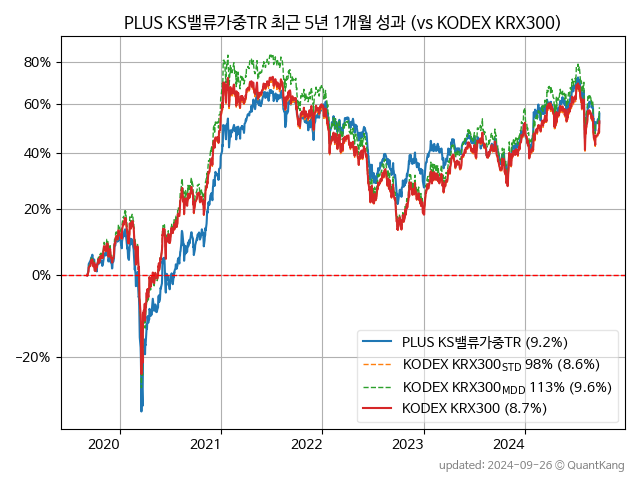 PLUS KS밸류가중TR 최근 5년 1개월 성과 (vs KODEX KRX300)
80%
60%
40%
20%
0%
−20%
PLUS KS밸류가중TR (9.2%)
KODEX KRX300STD 98% (8.6%)
KODEX KRX300MDD 113% (9.6%)
KODEX KRX300 (8.7%)
2020 2021 2022 2023 2024
updated: 2024-09-26 © QuantKang